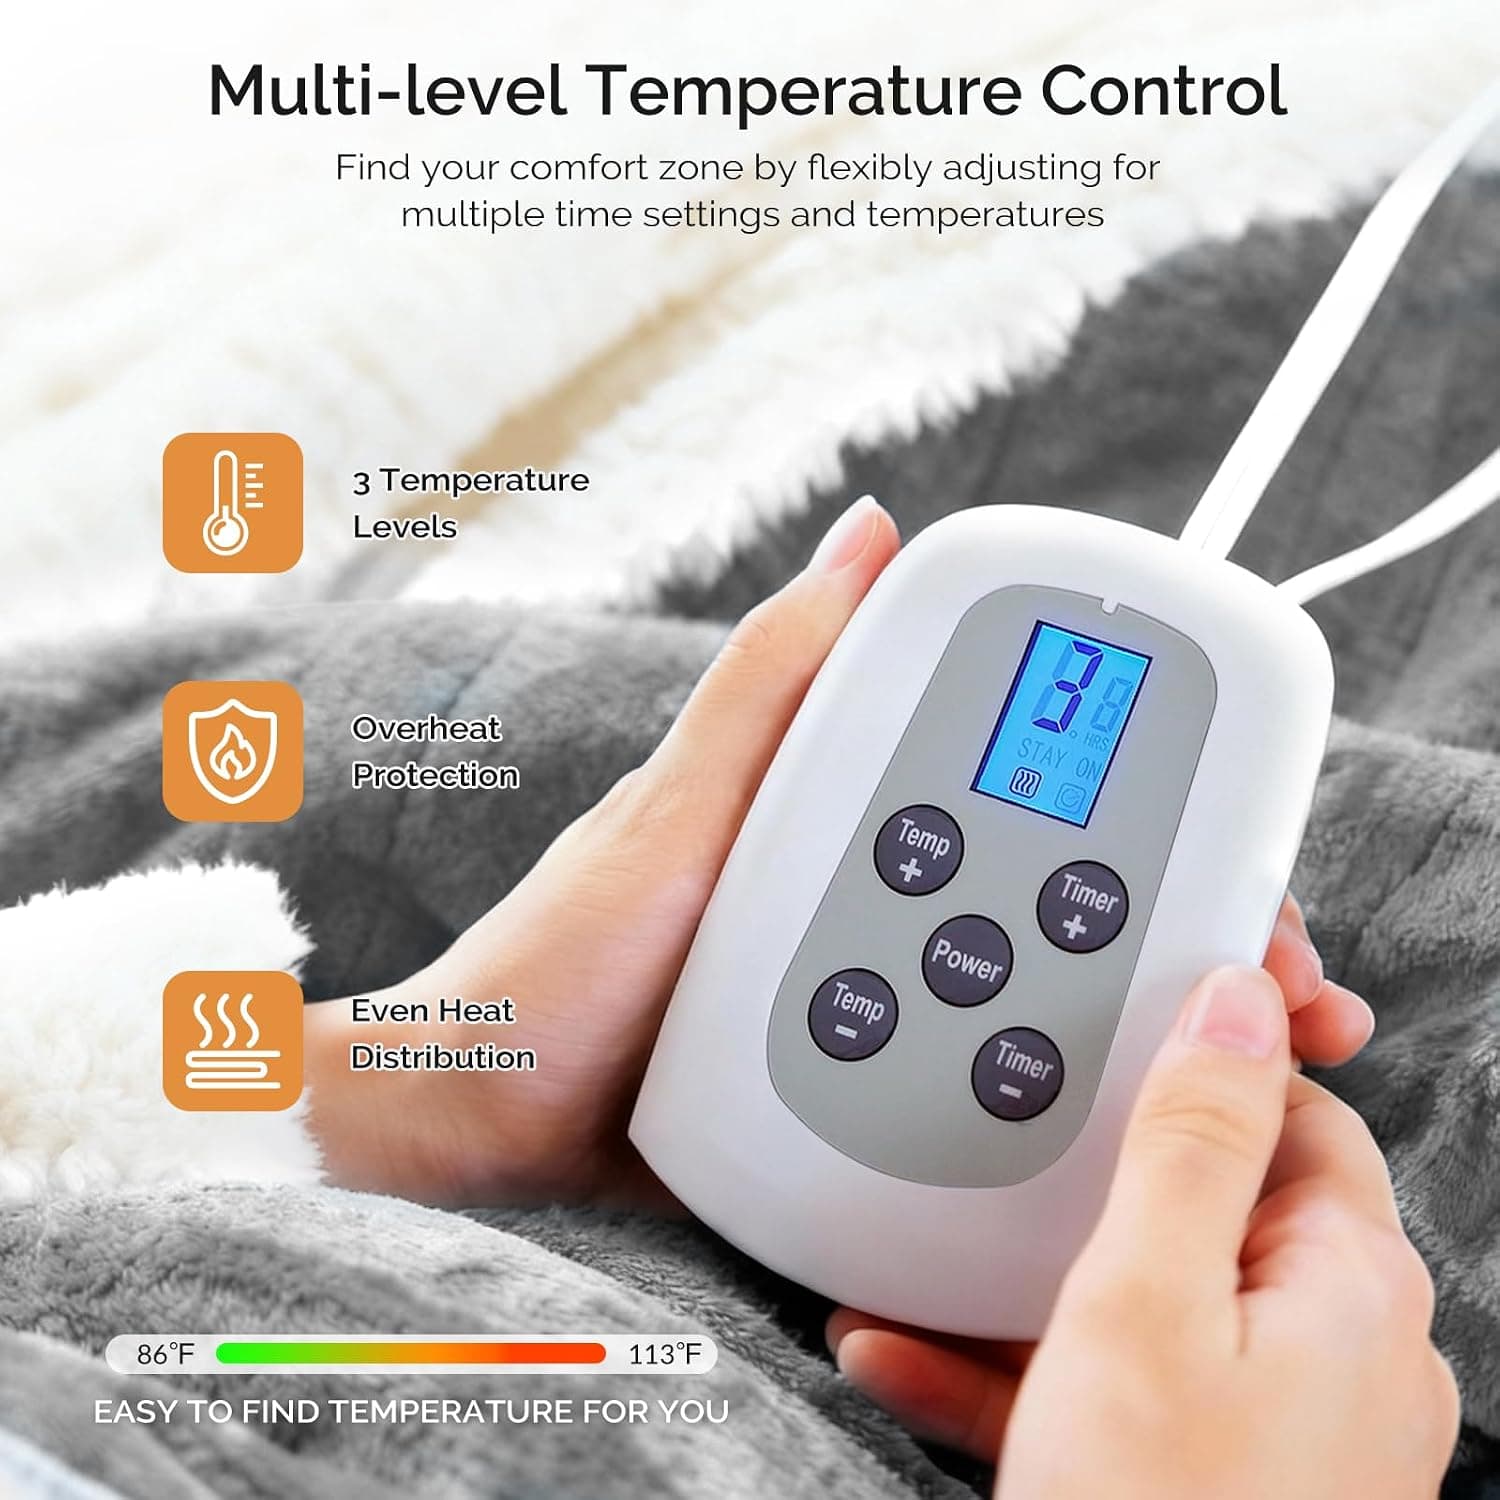 Multi-level Temperature Control
Find your comfort zone by flexibly adjusting for
multiple time settings and temperatures
3 Temperature
Levels
Overheat
Protection
Even Heat
Distribution
3
HRS
STAY ON
Temp
+
Timer
+
Power
Temp
-
Timer
-
86°F
113°F
EASY TO FIND TEMPERATURE FOR YOU